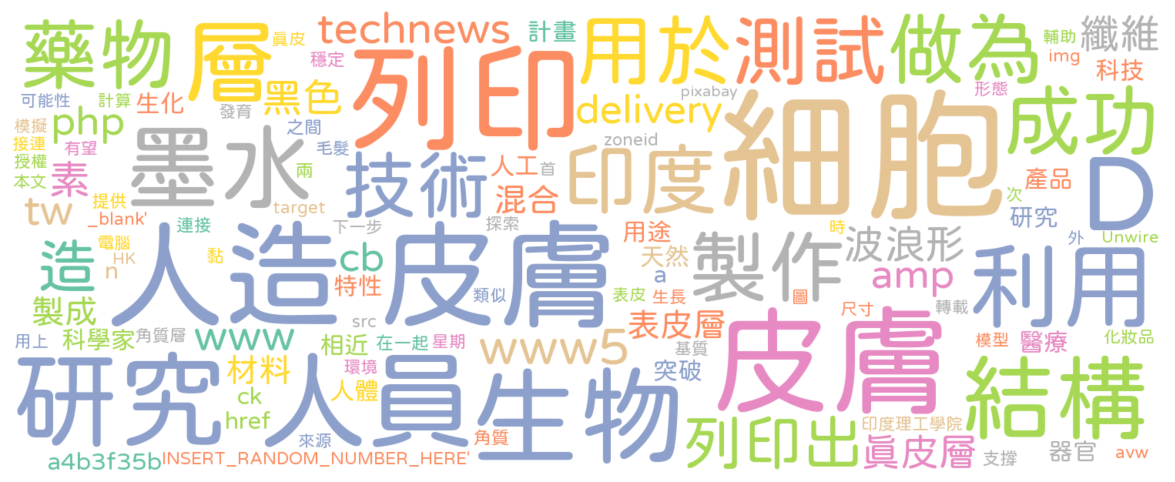 藥物
層
technews
列印
計畫
用於
測試
做為
輔助
纖維
眞皮
穩定
img
科技
可能性
計算
生化
黑色
發育
delivery
pixabay
形態
成功
php
模擬
接連
授權
本文
有望
素
墨水
之間
毛髮
兩
技術
人工
首
混合
zoneid
印度
細胞
D
產品
次
研究
tw
提供
_blank'
連接
target
下一步
探索
用途
時
外
Unwire
電腦
HK
n
黏
造
人造皮膚
cb
特性
類似
天然
a
表皮
生長
製作
波浪形
amp
圖
利用
製成
科學家
角質層
www
src
相近
在一起
星期
表皮層
尺寸
轉載
用上
www5
基質
皮膚
模型
醫療
化妝品
研究人員
材料
環境
人體
ck
href
生物
突破
結構
來源
角質
列印出
印度理工學院
眞皮層
支撐
器官
avw
a4b3f35b
INSERT_RANDOM_NUMBER_HERE'